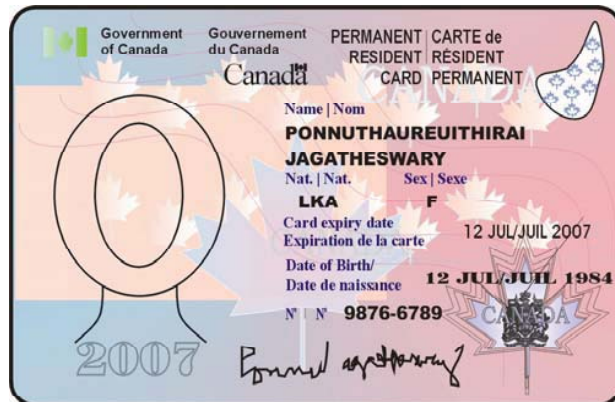 Government of Canada
Gouvernement du Canada
Canada
PERMANENT RESIDENT CARD
CARTE de RÉSIDENT PERMANENT
CANADA
Name | Nom
PONNUTHAUREUITHIRAI
JAGATHESWARY
Nat. | Nat. Sex | Sexe
LKA F
Card expiry date
Expiration de la carte 12 JUL/JUIL 2007
Date of Birth/
Date de naissance 12 JUL/JUIL 1984
N° | N° 9876-6789
CANADA
2007